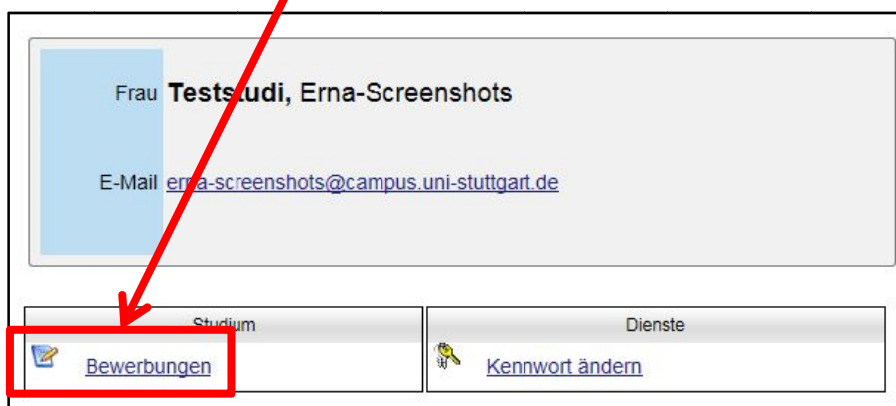 Frau Teststudi, Erna-Screenshots
E-Mail erna-screenshots@campus.uni-stuttgart.de
Studium Dienste
Bewerbungen Kennwort ändern